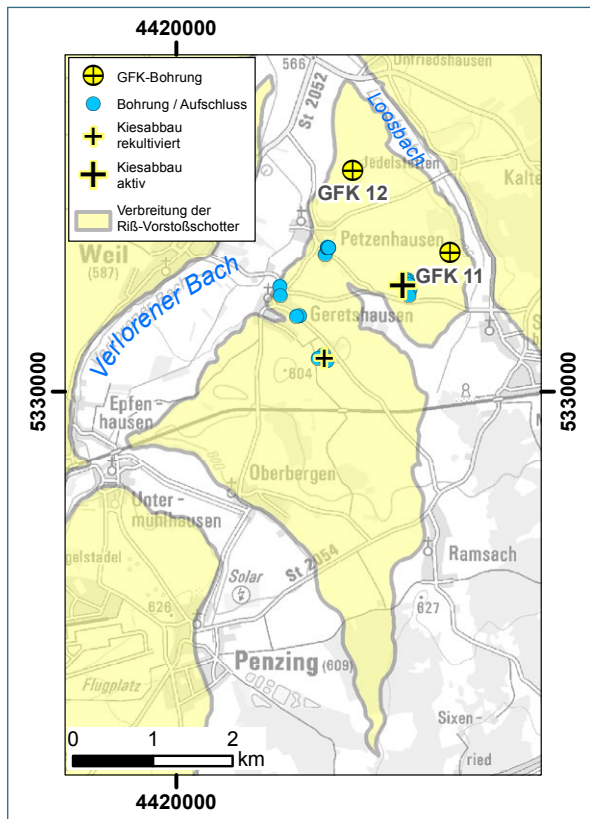 4420000
GFK-Bohrung
Bohrung / Aufschluss
Kiesabbau
rekultiviert
Kiesabbau
aktiv
Verbreitung der
Riß-Vorstoßschotter
566
St 2052
Loosbach
Jedelstetten
Kalte
GFK 12
Petzenhausen
Weil
(587)
GFK 11
Verlorener Bach
Geretshausen
604
5330000
5330000
Epfen-
hausen
600
Oberbergen
Unter-
mühlhausen
St 2054
Ramsach
gelstadel
Solar
626
627
Penzing (609)
Flugplatz
Sixen-
ried
0 1 2
km
4420000